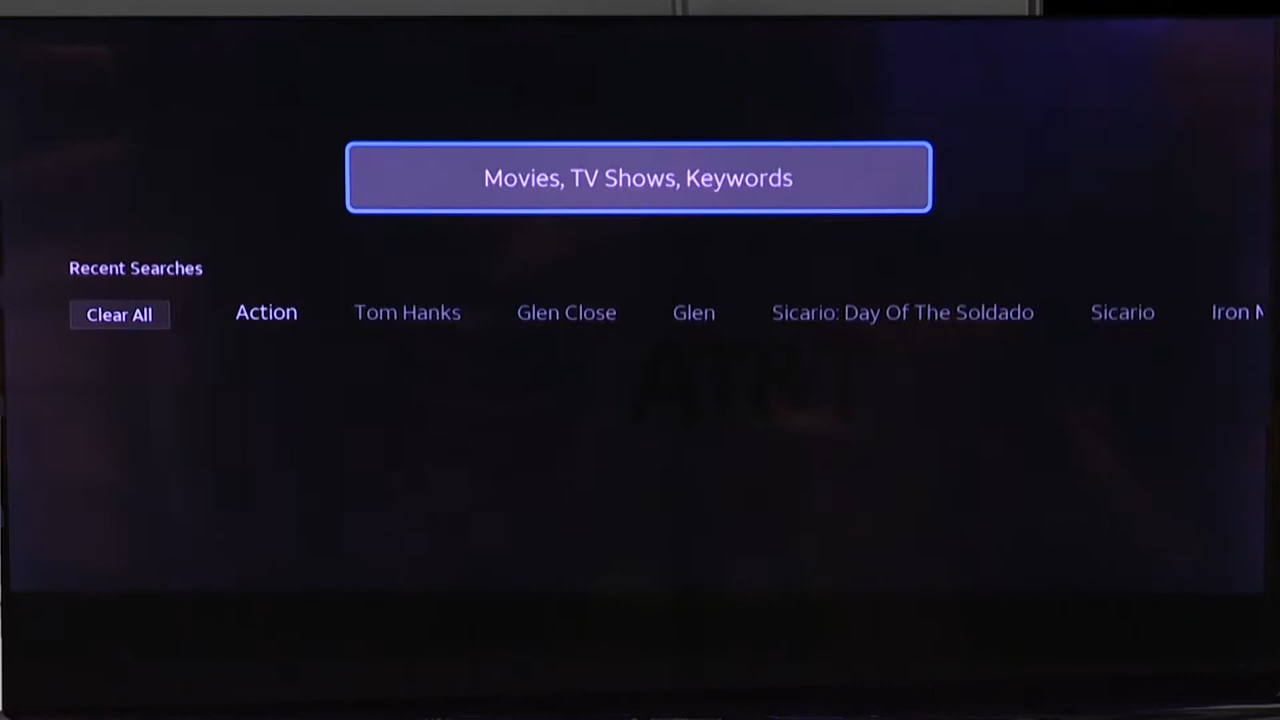 Movies, TV Shows, Keywords
Recent Searches
Clear All Action Tom Hanks Glen Close Glen Sicario: Day Of The Soldado Sicario Iron